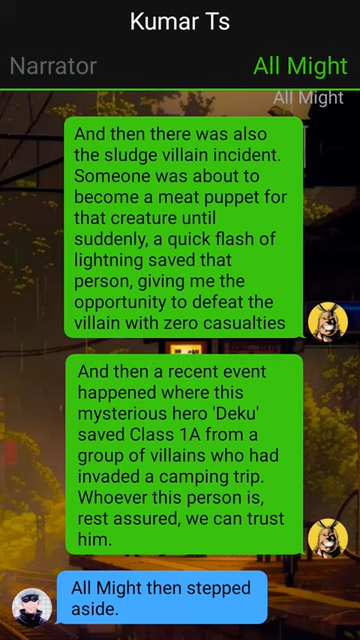 Kumar Ts
Narrator
All Might
All Might
And then there was also
the sludge villain incident.
Someone was about to
become a meat puppet for
that creature until
suddenly, a quick flash of
lightning saved that
person, giving me the
opportunity to defeat the
villain with zero casualties
And then a recent event
happened where this
mysterious hero 'Deku'
saved Class 1A from a
group of villains who had
invaded a camping trip.
Whoever this person is,
rest assured, we can trust
him.
All Might then stepped
aside.